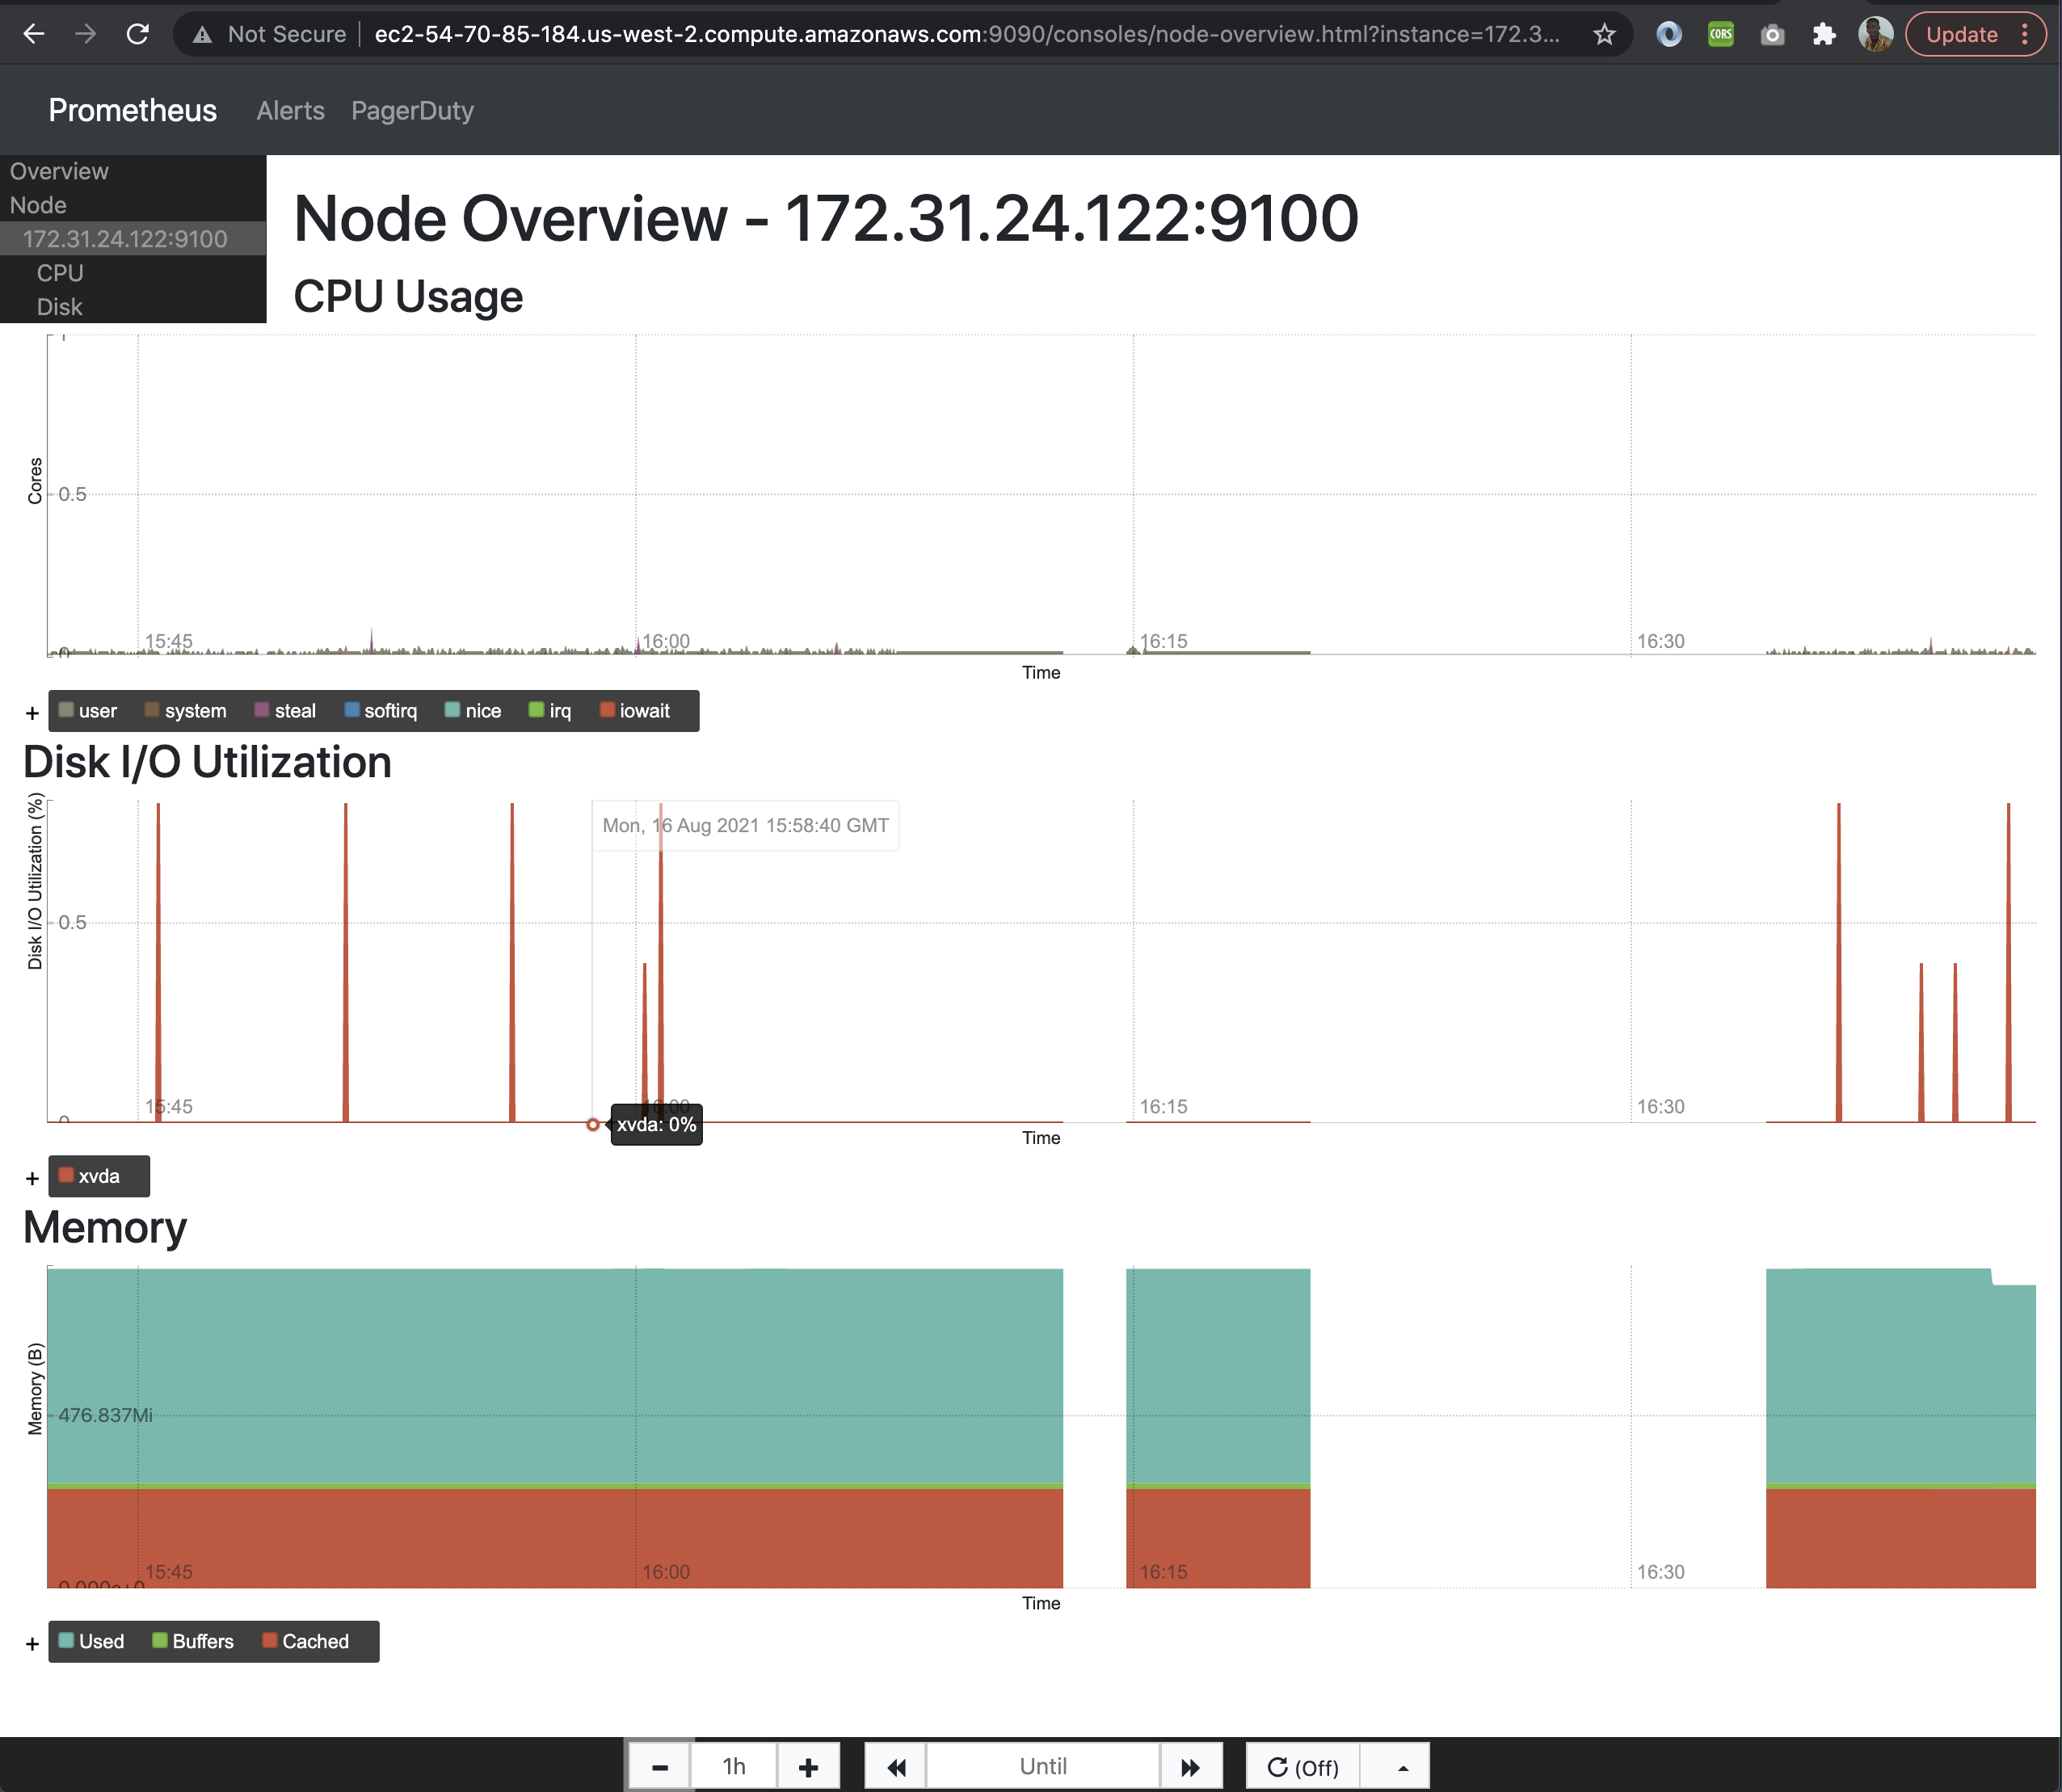 Not Secure ec2-54-70-85-184.us-west-2.compute.amazonaws.com:9090/consoles/node-overview.html?instance=172.3... CORS Update
Prometheus Alerts PagerDuty
Overview
Node
172.31.24.122:9100
CPU
Disk
Node Overview - 172.31.24.122:9100
CPU Usage
1
Cores
0.5
0
15:45 16:00 16:15 16:30
Time
+ user system steal softirq nice irq iowait
Disk I/O Utilization
Disk I/O Utilization (%)
Mon, 16 Aug 2021 15:58:40 GMT
0.5
15:45 16:00 16:15 16:30
0
xvda: 0%
Time
+ xvda
Memory
Memory (B)
476.837Mi
15:45 16:00 16:15 16:30
0.000e+0
Time
+ Used Buffers Cached
1h Until (Off)